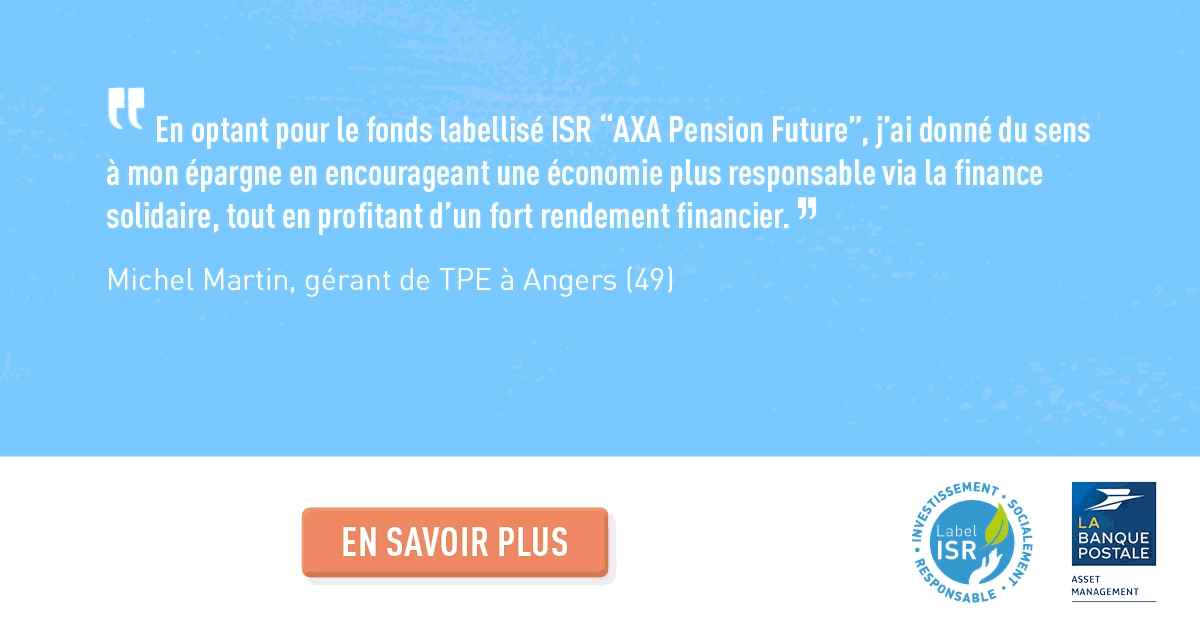 " En optant pour le fonds labellisé ISR “AXA Pension Future”, j’ai donné du sens
à mon épargne en encourageant une économie plus responsable via la finance
solidaire, tout en profitant d’un fort rendement financier. "
Michel Martin, gérant de TPE à Angers (49)
EN SAVOIR PLUS
INVESTISSEMENT • SOCIALEMENT • RESPONSABLE •
Label
ISR
LA
BANQUE
POSTALE
ASSET
MANAGEMENT